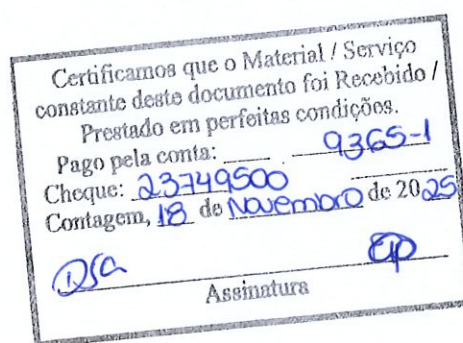 Certificamos que o Material / Serviço
constante deste documento foi Recebido /
Prestado em perfeitas condições.
Pago pela conta: 9365-1
Cheque: 23749500
Contagem, 18 de Novembro de 2025
Assinatura